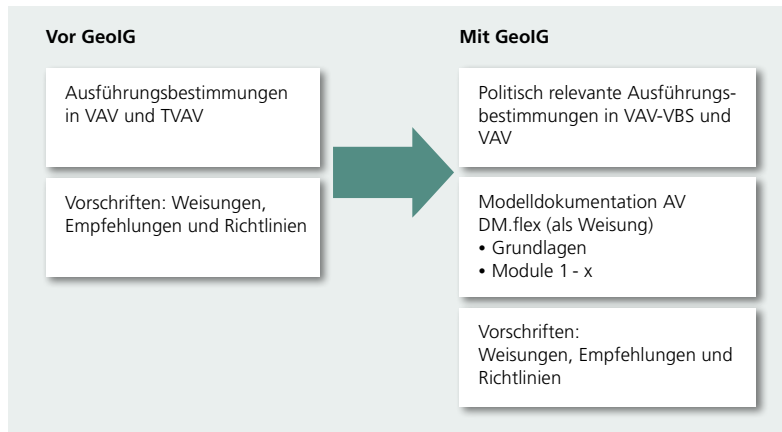 Vor GeoIG
Ausführungsbestimmungen
in VAV und TVAV
Vorschriften: Weisungen,
Empfehlungen und Richtlinien
Mit GeoIG
Politisch relevante Ausführungs-
bestimmungen in VAV-VBS und
VAV
Modelldokumentation AV
DM.flex (als Weisung)
• Grundlagen
• Module 1 - x
Vorschriften:
Weisungen, Empfehlungen und
Richtlinien